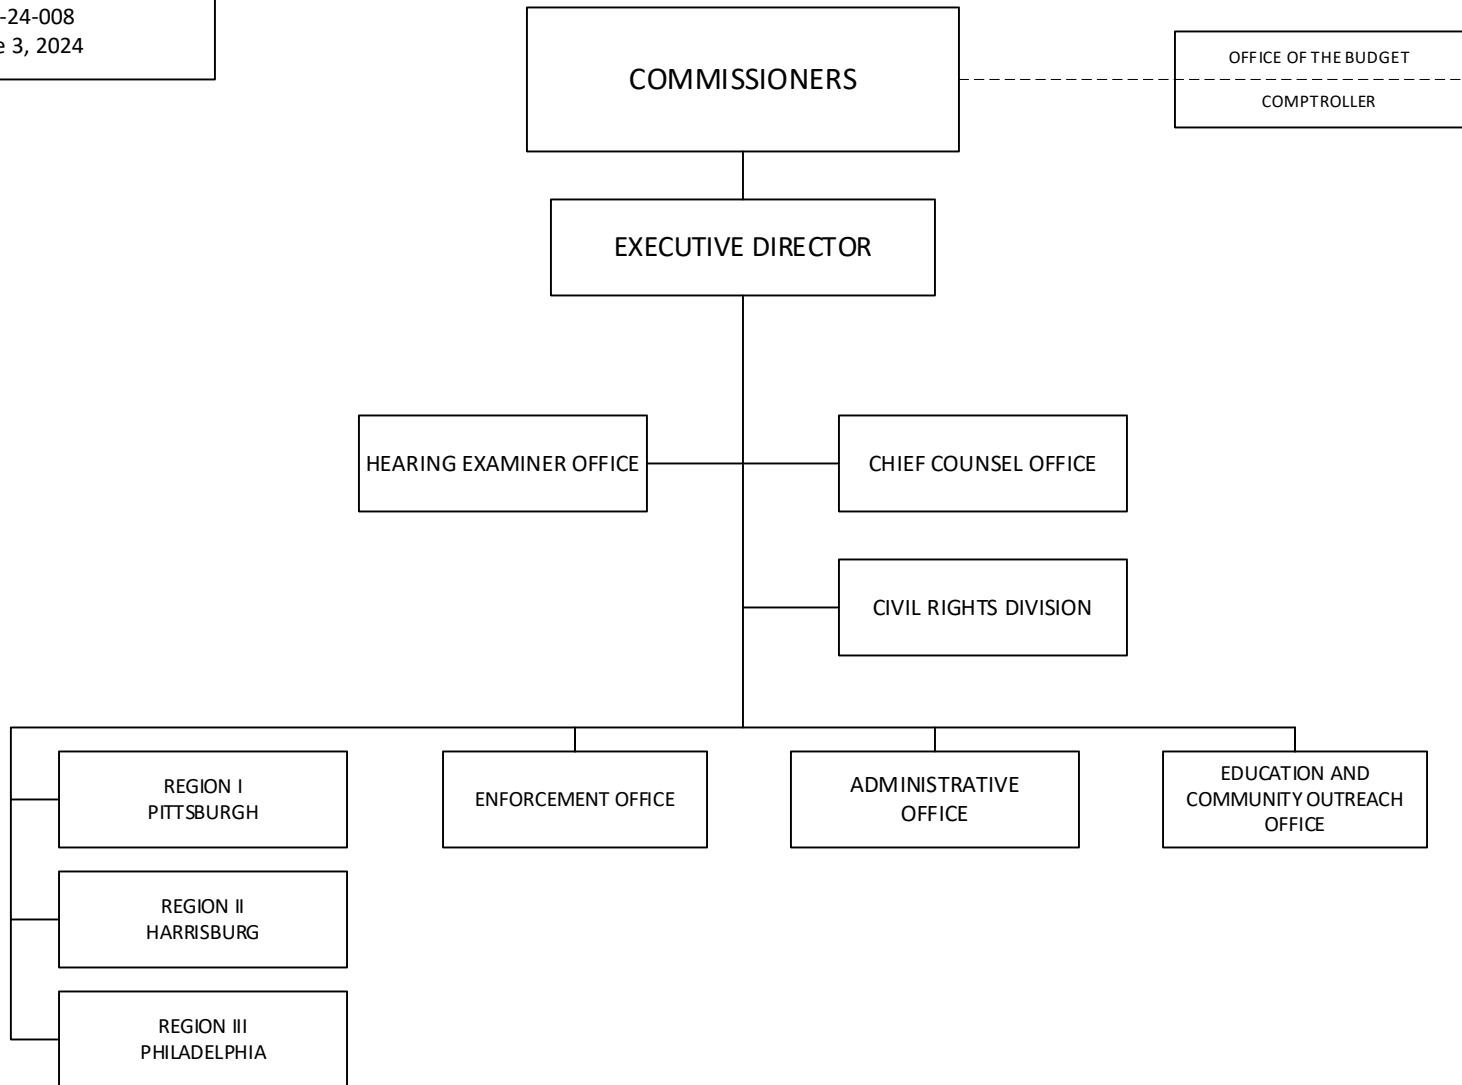 -24-008
3, 2024
COMMISSIONERS
OFFICE OF THE BUDGET
COMPTROLLER
EXECUTIVE DIRECTOR
HEARING EXAMINER OFFICE
CHIEF COUNSEL OFFICE
CIVIL RIGHTS DIVISION
REGION I
PITTSBURGH
ENFORCEMENT OFFICE
ADMINISTRATIVE
OFFICE
EDUCATION AND
COMMUNITY OUTREACH
OFFICE
REGION II
HARRISBURG
REGION III
PHILADELPHIA